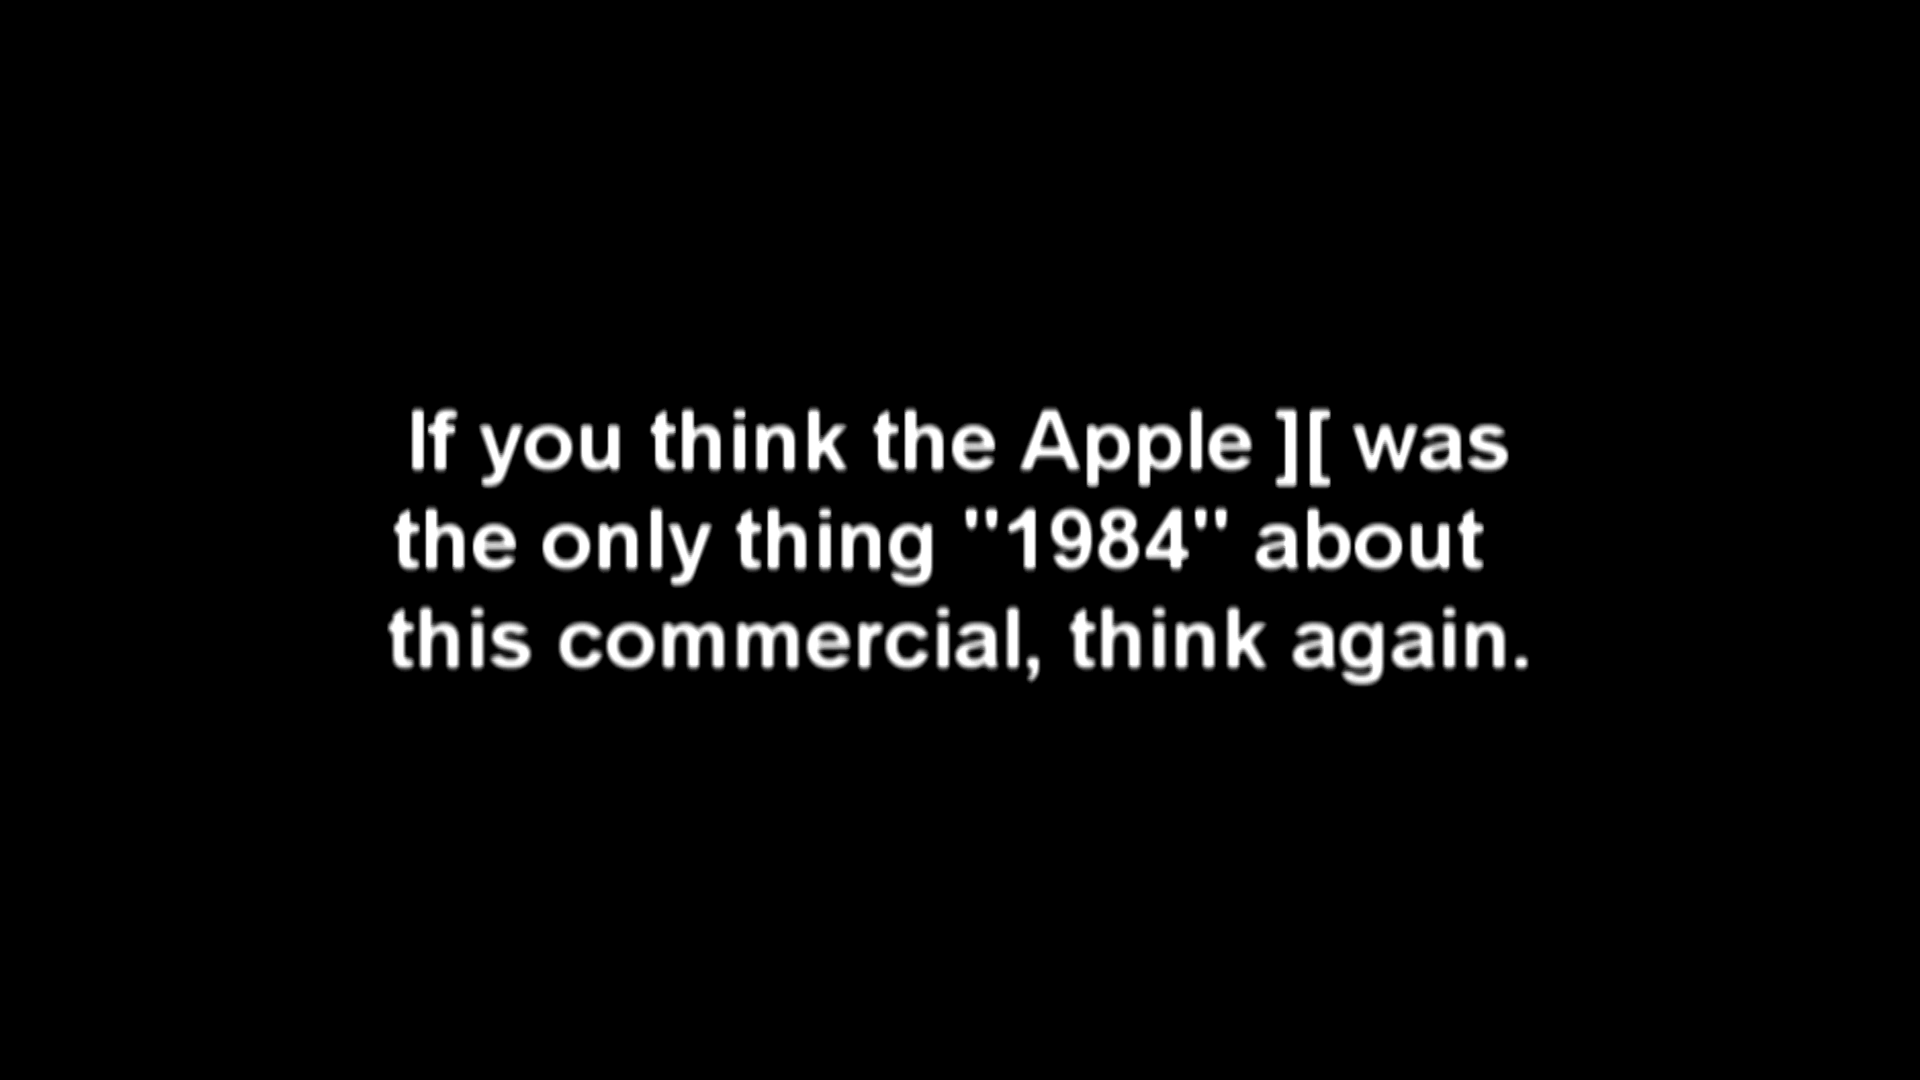 If you think the Apple ][ was
the only thing "1984" about
this commercial, think again.